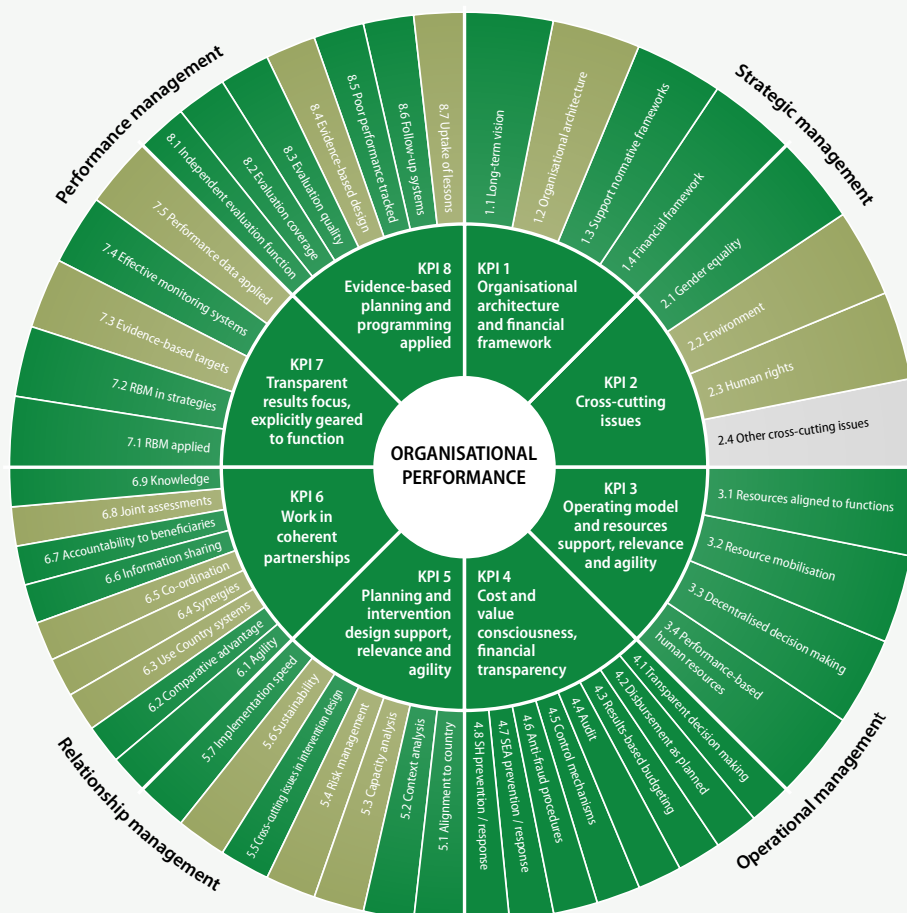 Performance management
Strategic management
Relationship management
Operational management
ORGANISATIONAL
PERFORMANCE
KPI 1
Organisational
architecture
and financial
framework
1.1 Long-term vision
1.2 Organisational architecture
1.3 Support normative frameworks
1.4 Financial framework
KPI 2
Cross-cutting
issues
2.1 Gender equality
2.2 Environment
2.3 Human rights
2.4 Other cross-cutting issues
KPI 3
Operating model
and resources
support, relevance
and agility
3.1 Resources aligned to functions
3.2 Resource mobilisation
3.3 Decentralised decision making
3.4 Performance-based
human resources
KPI 4
Cost and
value
consciousness,
financial
transparency
4.1 Transparent decision making
4.2 Disbursement as planned
4.3 Results-based budgeting
4.4 Audit
4.5 Control mechanisms
4.6 Anti-fraud procedures
4.7 SEA prevention / response
4.8 SH prevention / response
KPI 5
Planning and
intervention
design support,
relevance and
agility
5.1 Alignment to country
5.2 Context analysis
5.3 Capacity analysis
5.4 Risk management
5.5 Cross-cutting issues in intervention design
5.6 Sustainability
5.7 Implementation speed
KPI 6
Work in
coherent
partnerships
6.1 Agility
6.2 Comparative advantage
6.3 Use Country systems
6.4 Synergies
6.5 Co-ordination
6.6 Information sharing
6.7 Accountability to beneficiaries
6.8 Joint assessments
6.9 Knowledge
KPI 7
Transparent
results focus,
explicitly geared
to function
7.1 RBM applied
7.2 RBM in strategies
7.3 Evidence-based targets
7.4 Effective monitoring systems
7.5 Performance data applied
KPI 8
Evidence-based
planning and
programming
applied
8.1 Independent evaluation function
8.2 Evaluation coverage
8.3 Evaluation quality
8.4 Evidence-based design
8.5 Poor performance tracked
8.6 Follow-up systems
8.7 Uptake of lessons